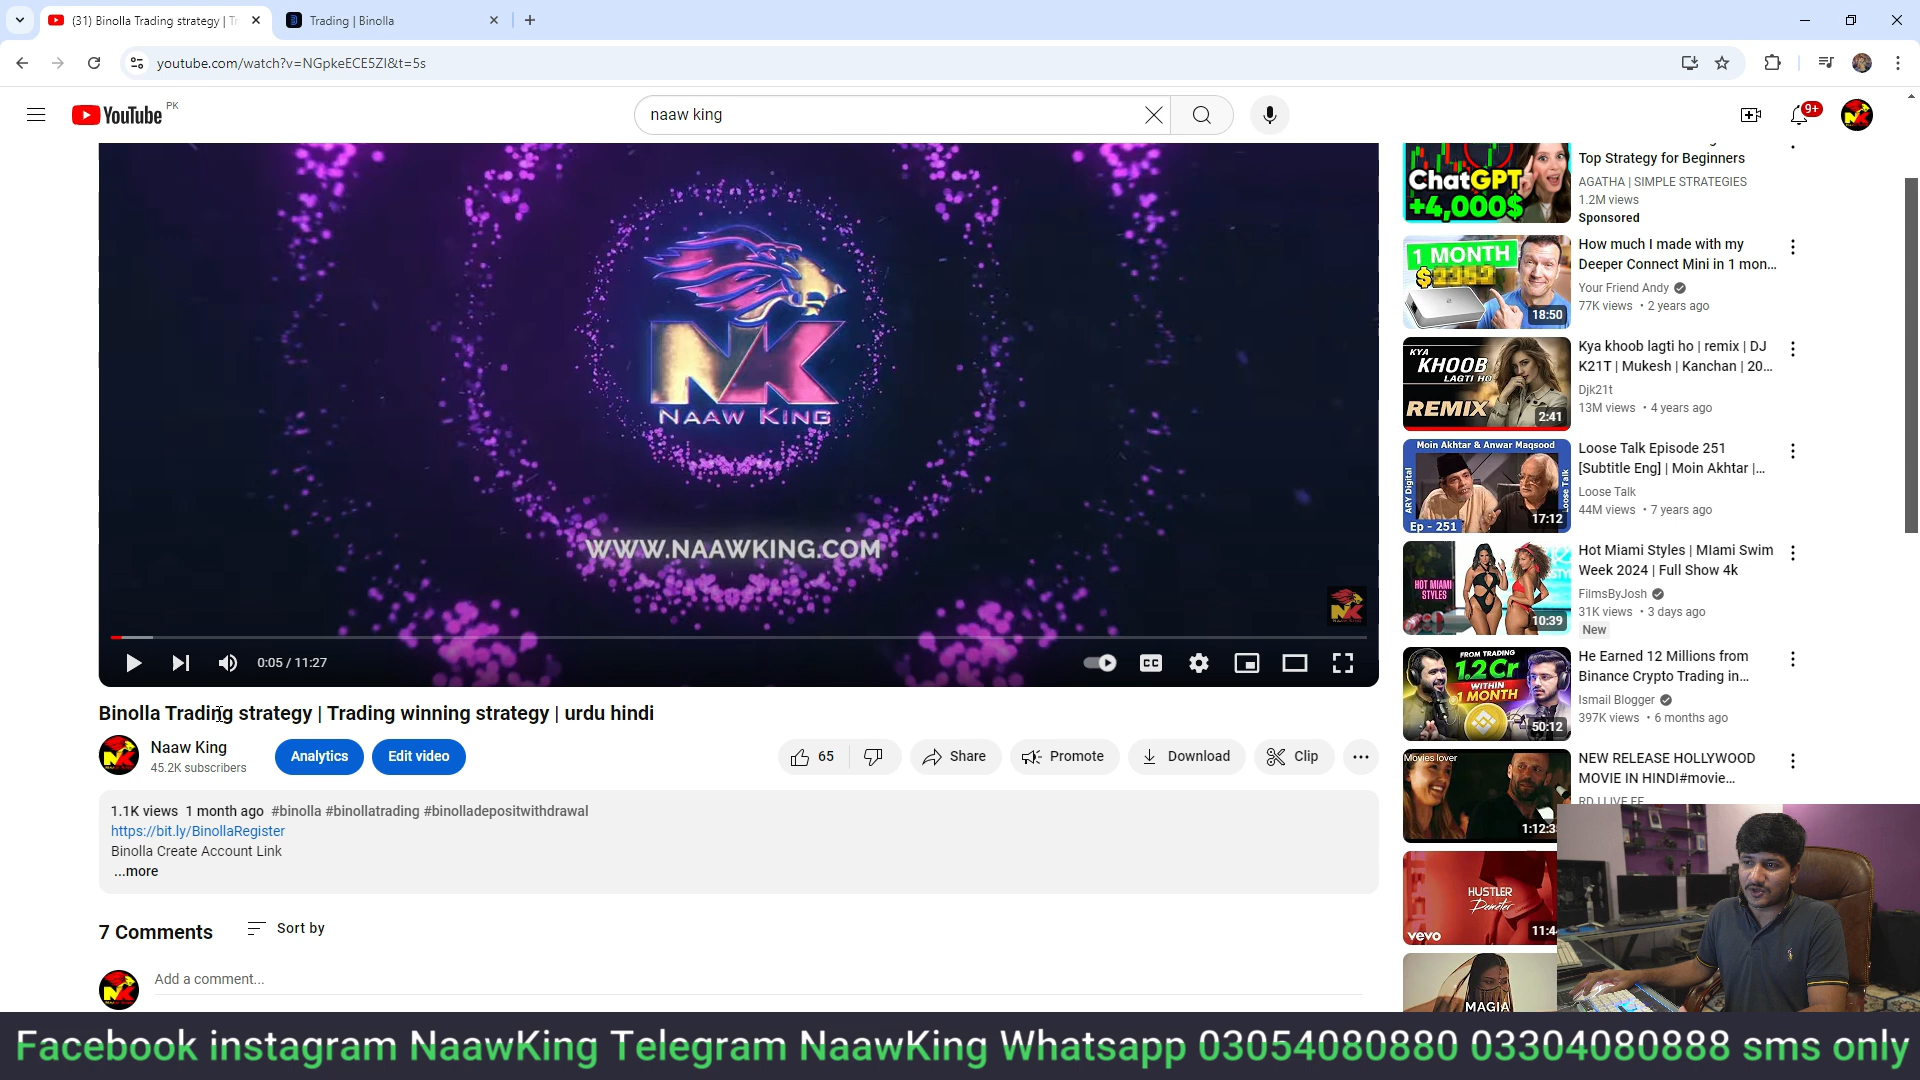 (31) Binolla Trading strategy | Tr
Trading | Binolla
youtube.com/watch?v=NGpkeECE5ZI&t=5s
YouTube PK
naaw king
9+
NK
NAAW KING
WWW.NAAWKING.COM
0:05 / 11:27
CC
Binolla Trading strategy | Trading winning strategy | urdu hindi
Naaw King
45.2K subscribers
Analytics
Edit video
65
Share
Promote
Download
Clip
1.1K views 1 month ago #binolla #binollatrading #binolladepositwithdrawal
https://bit.ly/BinollaRegister
Binolla Create Account Link
...more
7 Comments
Sort by
Add a comment...
ChatGPT
+4,000$
Top Strategy for Beginners
AGATHA | SIMPLE STRATEGIES
1.2M views
Sponsored
1 MONTH
18:50
How much I made with my
Deeper Connect Mini in 1 mon...
Your Friend Andy
77K views • 2 years ago
KYA
KHOOB
LAGTI HO
REMIX
2:41
Kya khoob lagti ho | remix | DJ
K21T | Mukesh | Kanchan | 20...
Djk21t
13M views • 4 years ago
Moin Akhtar & Anwar Maqsood
ARY Digital
Loose Talk
Ep - 251
17:12
Loose Talk Episode 251
[Subtitle Eng] | Moin Akhtar |...
Loose Talk
44M views • 7 years ago
HOT MIAMI
STYLES
10:39
Hot Miami Styles | MIami Swim
Week 2024 | Full Show 4k
FilmsByJosh
31K views • 3 days ago
New
FROM TRADING
1.2Cr
WITHIN
1 MONTH
50:12
He Earned 12 Millions from
Binance Crypto Trading in...
Ismail Blogger
397K views • 6 months ago
Movies lover
1:12:3
NEW RELEASE HOLLYWOOD
MOVIE IN HINDI#movie...
HUSTLER
Demeter
vevo
11:4
MAGIA
Facebook instagram NaawKing Telegram NaawKing Whatsapp 03054080880 03304080888 sms only